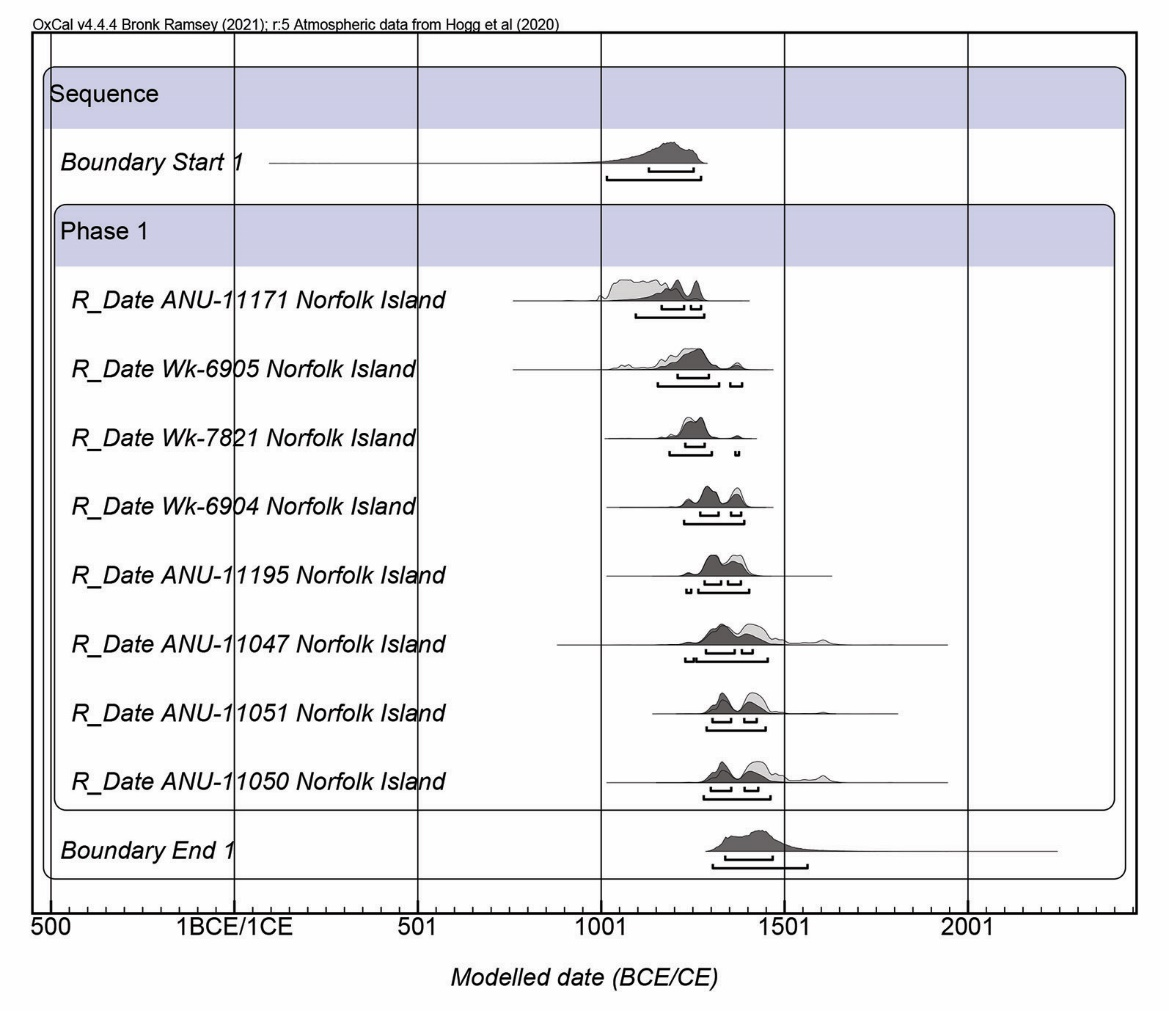 OxCal v4.4.4 Bronk Ramsey (2021); r:5 Atmospheric data from Hogg et al (2020)
Sequence
Boundary Start 1
Phase 1
R_Date ANU-11171 Norfolk Island
R_Date Wk-6905 Norfolk Island
R_Date Wk-7821 Norfolk Island
R_Date Wk-6904 Norfolk Island
R_Date ANU-11195 Norfolk Island
R_Date ANU-11047 Norfolk Island
R_Date ANU-11051 Norfolk Island
R_Date ANU-11050 Norfolk Island
Boundary End 1
500 1BCE/1CE 501 1001 1501 2001
Modelled date (BCE/CE)